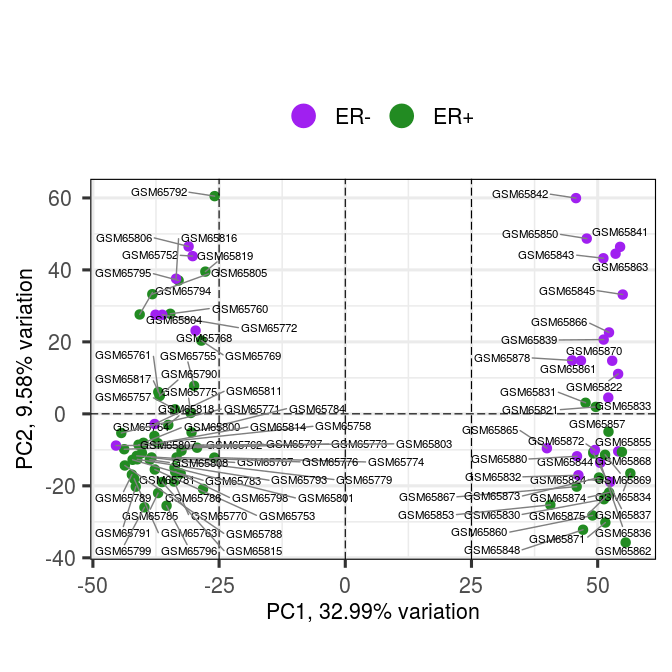 ER- ER+
60
GSM65792
GSM65842
GSM65806 GSM65816
GSM65850 GSM65841
GSM65752 GSM65819
GSM65843
GSM65863
40
GSM65795 GSM65805
GSM65794
GSM65845
GSM65760
GSM65804
GSM65772
GSM65866
20
GSM65768
GSM65839
GSM65761 GSM65755 GSM65769
GSM65870
GSM65878
GSM65861
GSM65817 GSM65790
GSM65822
GSM65757 GSM65811
GSM65831
0
GSM65818 GSM65771 GSM65784
GSM65821 GSM65833
GSM65764 GSM65800 GSM65814 GSM65758
GSM65865 GSM65857
GSM65807 GSM65797 GSM65773 GSM65803
GSM65872 GSM65855
GSM65808 GSM65767 GSM65776 GSM65774
GSM65880 GSM65844 GSM65868
-20
GSM65781 GSM65783 GSM65793 GSM65779
GSM65832 GSM65869
GSM65789 GSM65786 GSM65798 GSM65801
GSM65867 GSM65873 GSM65874 GSM65834
GSM65785 GSM65770 GSM65753
GSM65853 GSM65830 GSM65875 GSM65837
GSM65791 GSM65763 GSM65788
GSM65860 GSM65871 GSM65836
GSM65799 GSM65796 GSM65815
GSM65848 GSM65862
-40
-50 -25 0 25 50
PC1, 32.99% variation
PC2, 9.58% variation